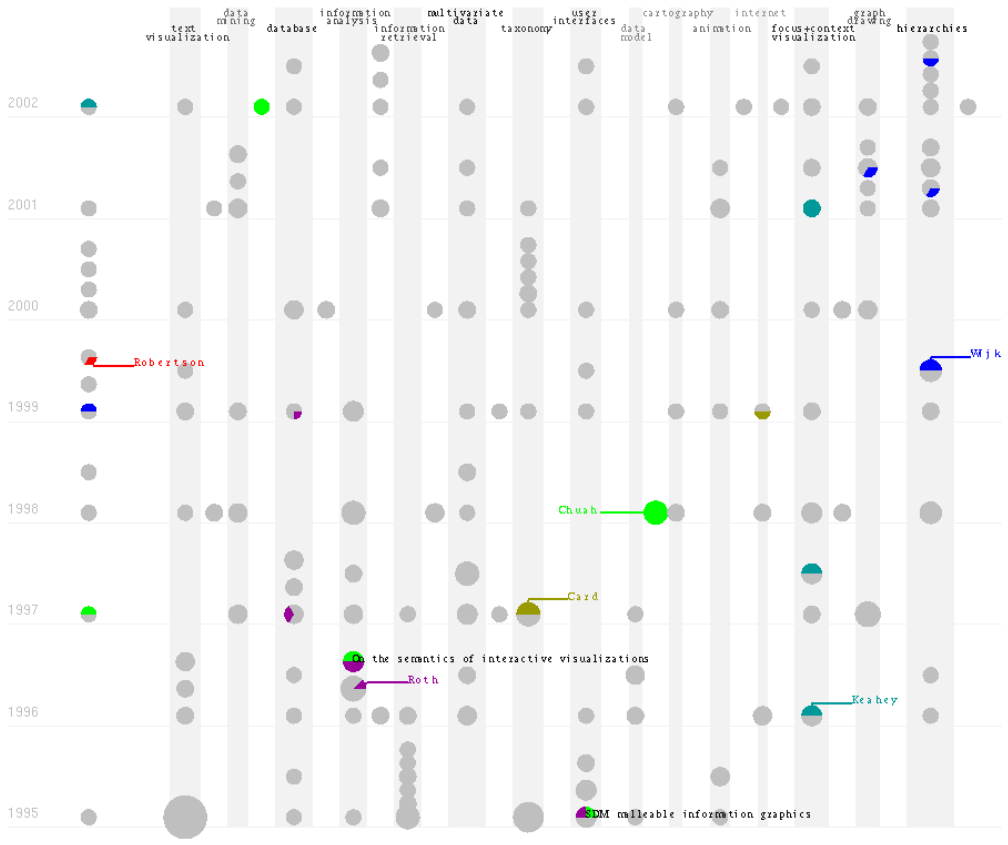 data
mining
text
visualization
database
information
analysis
information
retrieval
multivariate
data
taxonomy
user
interfaces
data
model
cartography
animation
internet
focus+context
visualization
graph
drawing
hierarchies
2002
2001
2000
Robertson
Wijk
1999
1998
Chuah
1997
Card
On the semantics of interactive visualizations
Roth
Keahey
1996
1995
SDM malleable information graphics